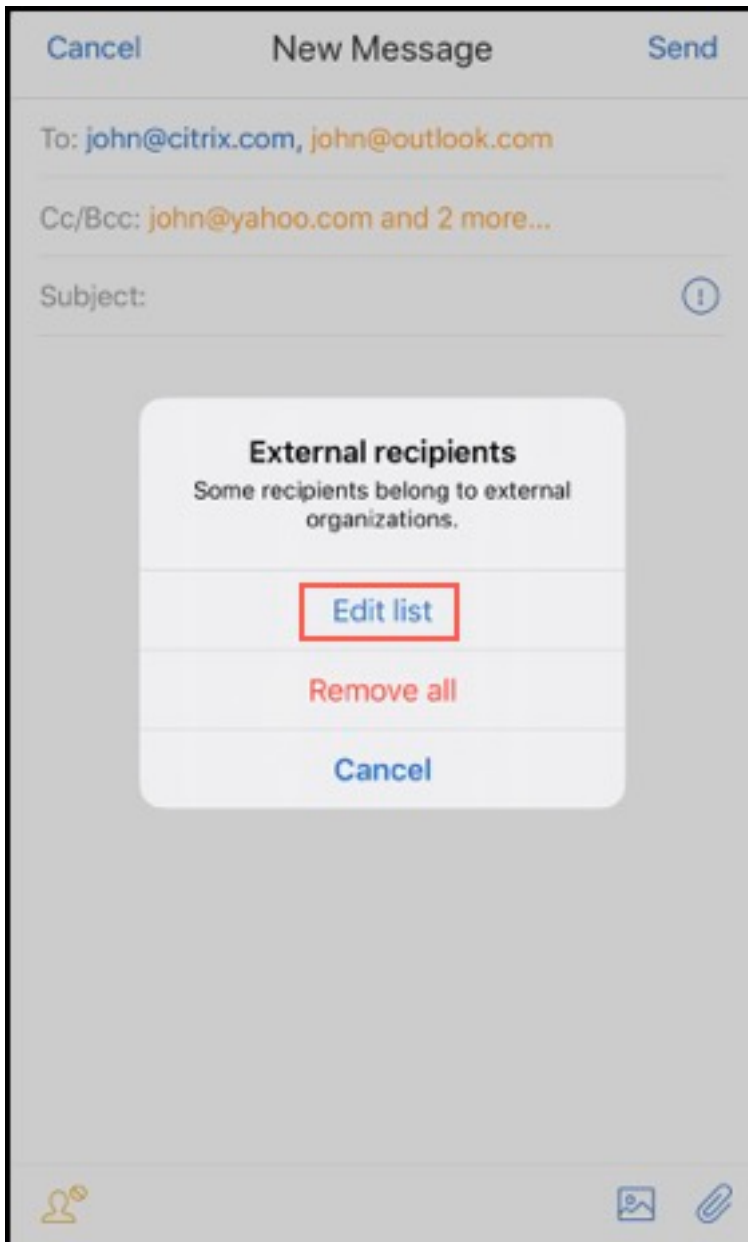 Cancel New Message Send
To: john@citrix.com, john@outlook.com
Cc/Bcc: john@yahoo.com and 2 more...
Subject:
External recipients
Some recipients belong to external
organizations.
Edit list
Remove all
Cancel